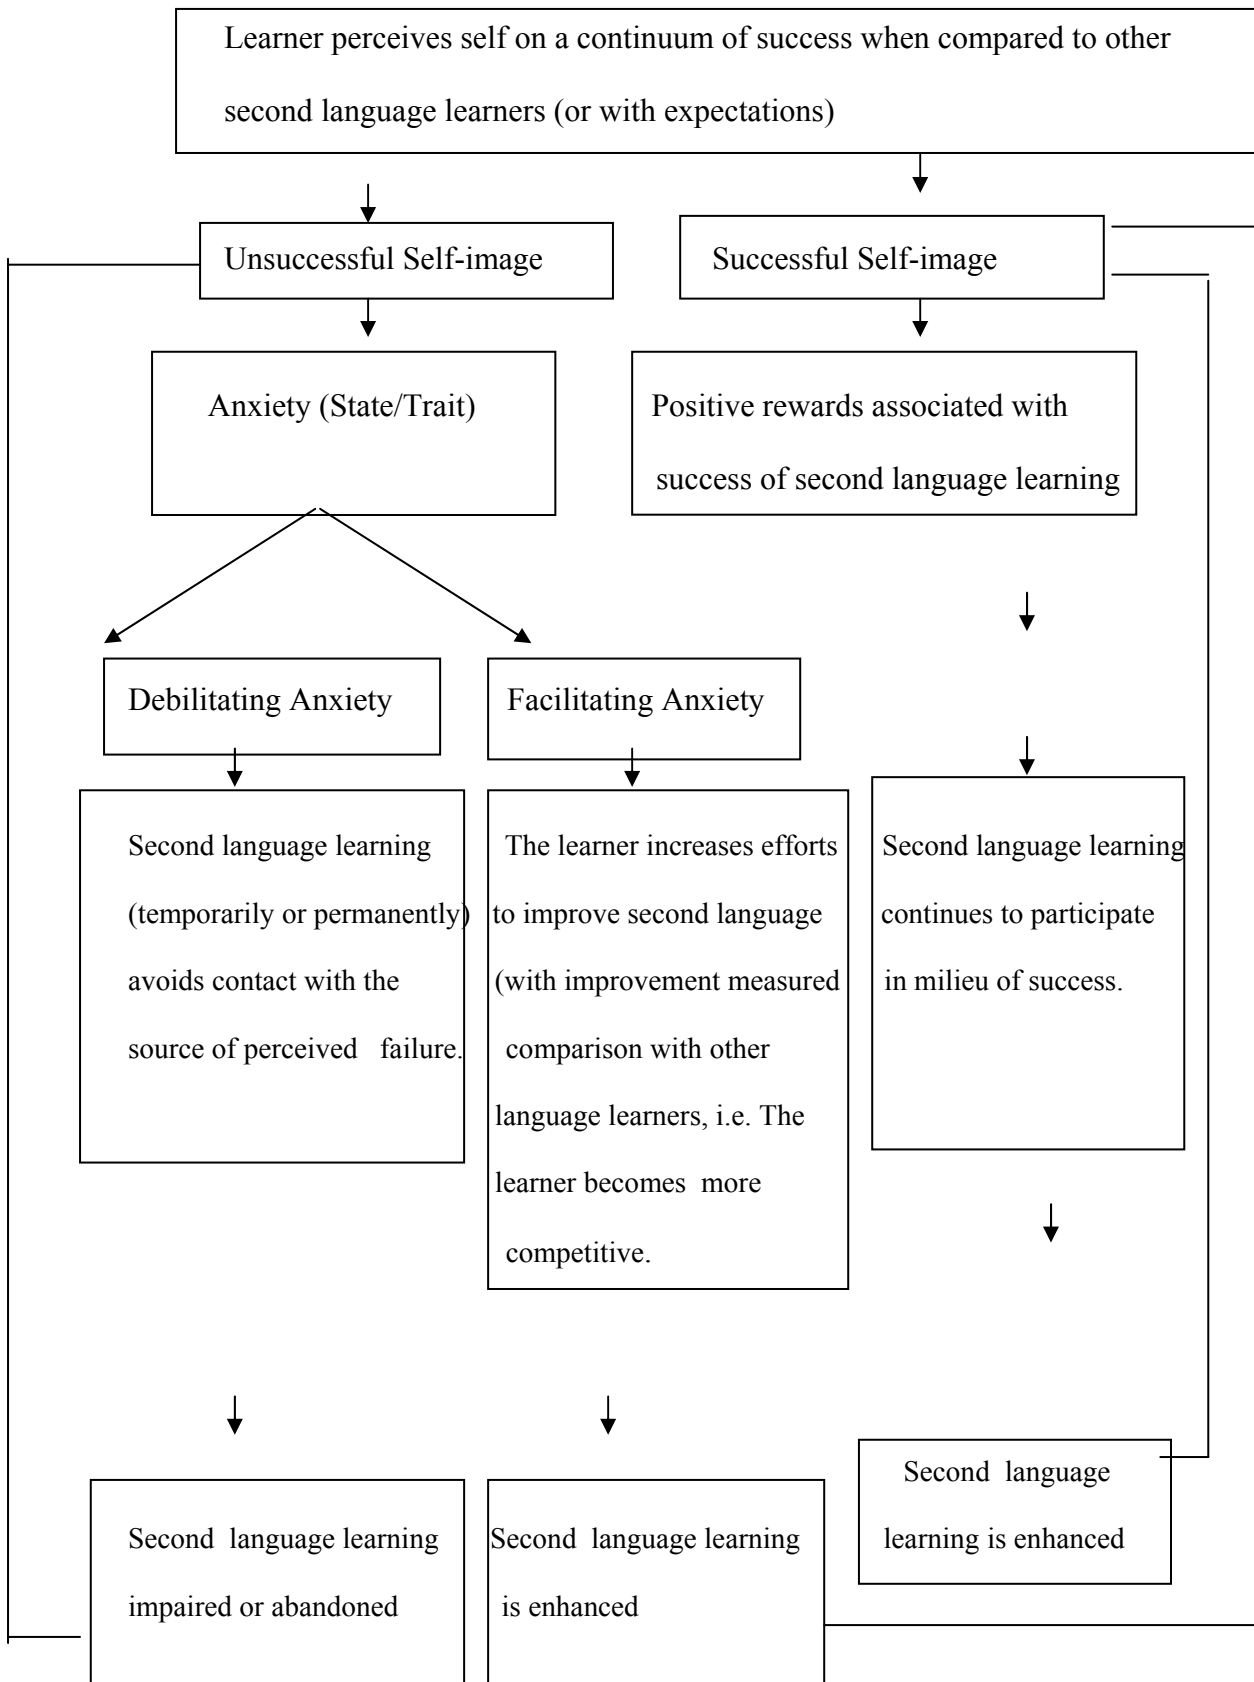 Learner perceives self on a continuum of success when compared to other
second language learners (or with expectations)
Unsuccessful Self-image
Successful Self-image
Anxiety (State/Trait)
Positive rewards associated with
success of second language learning
Debilitating Anxiety
Facilitating Anxiety
Second language learning
(temporarily or permanently)
avoids contact with the
source of perceived failure.
The learner increases efforts
to improve second language
(with improvement measured
comparison with other
language learners, i.e. The
learner becomes more
competitive.
Second language learning
continues to participate
in milieu of success.
Second language learning
impaired or abandoned
Second language learning
is enhanced
Second language
learning is enhanced